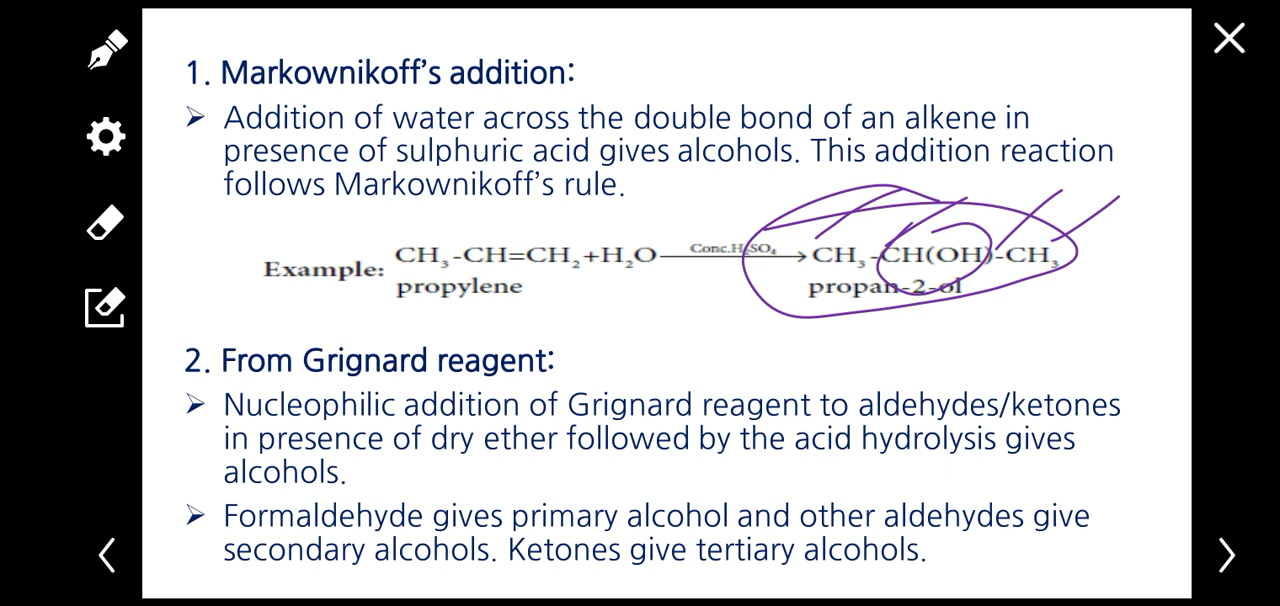 1. Markownikoff's addition:
➢ Addition of water across the double bond of an alkene in
presence of sulphuric acid gives alcohols. This addition reaction
follows Markownikoff's rule.
Example: CH₃-CH=CH₂+H₂O Conc.H₂SO₄ → CH₃-CH(OH)-CH₃
propylene propan-2-ol
2. From Grignard reagent:
➢ Nucleophilic addition of Grignard reagent to aldehydes/ketones
in presence of dry ether followed by the acid hydrolysis gives
alcohols.
➢ Formaldehyde gives primary alcohol and other aldehydes give
secondary alcohols. Ketones give tertiary alcohols.